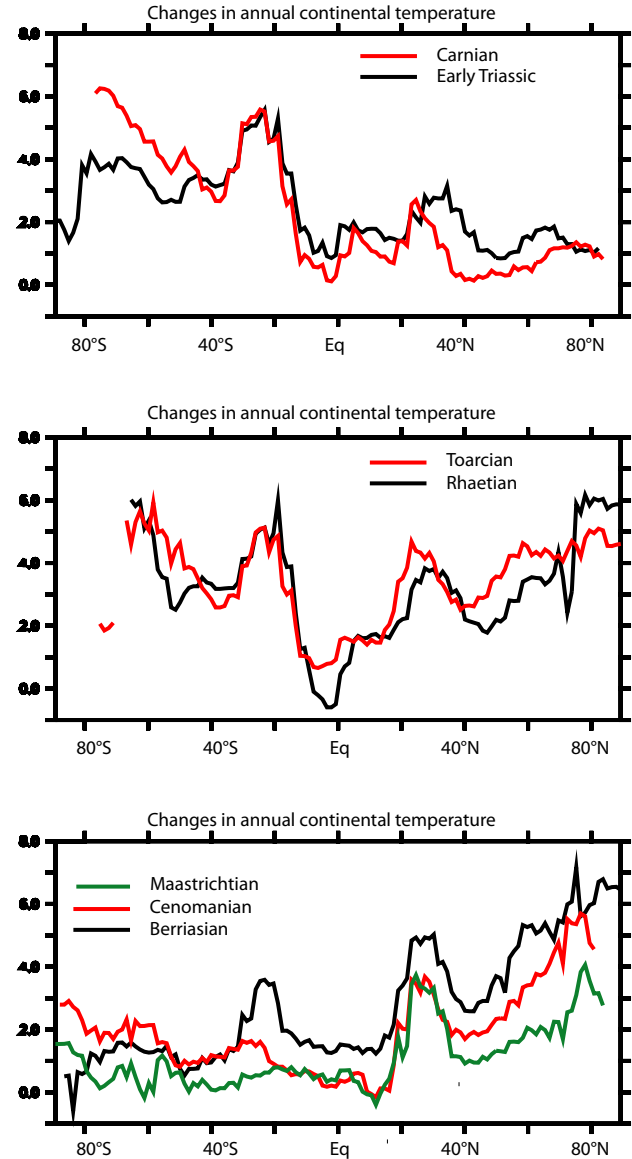 Changes in annual continental temperature
8.0
Carnian
Early Triassic
6.0
4.0
2.0
0.0
80°S 40°S Eq 40°N 80°N
Changes in annual continental temperature
8.0
Toarcian
Rhaetian
6.0
4.0
2.0
0.0
80°S 40°S Eq 40°N 80°N
Changes in annual continental temperature
8.0
Maastrichtian
Cenomanian
Berriasian
6.0
4.0
2.0
0.0
80°S 40°S Eq 40°N 80°N